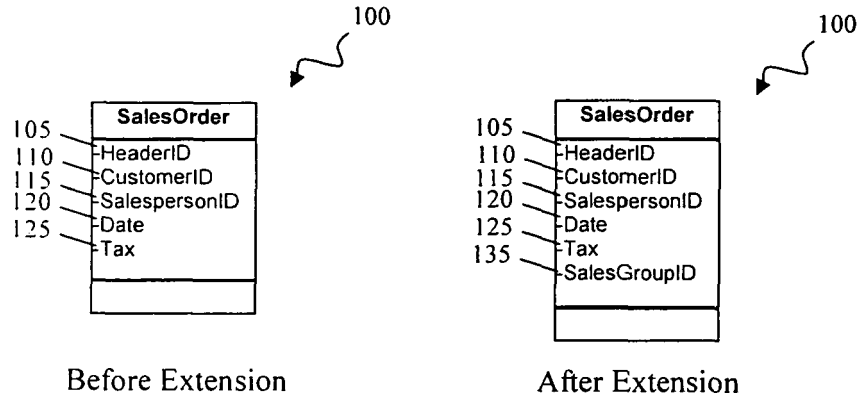 100
SalesOrder
105 -HeaderID
110 -CustomerID
115 -SalespersonID
120 -Date
125 -Tax
Before Extension
100
SalesOrder
105 -HeaderID
110 -CustomerID
115 -SalespersonID
120 -Date
125 -Tax
135 -SalesGroupID
After Extension